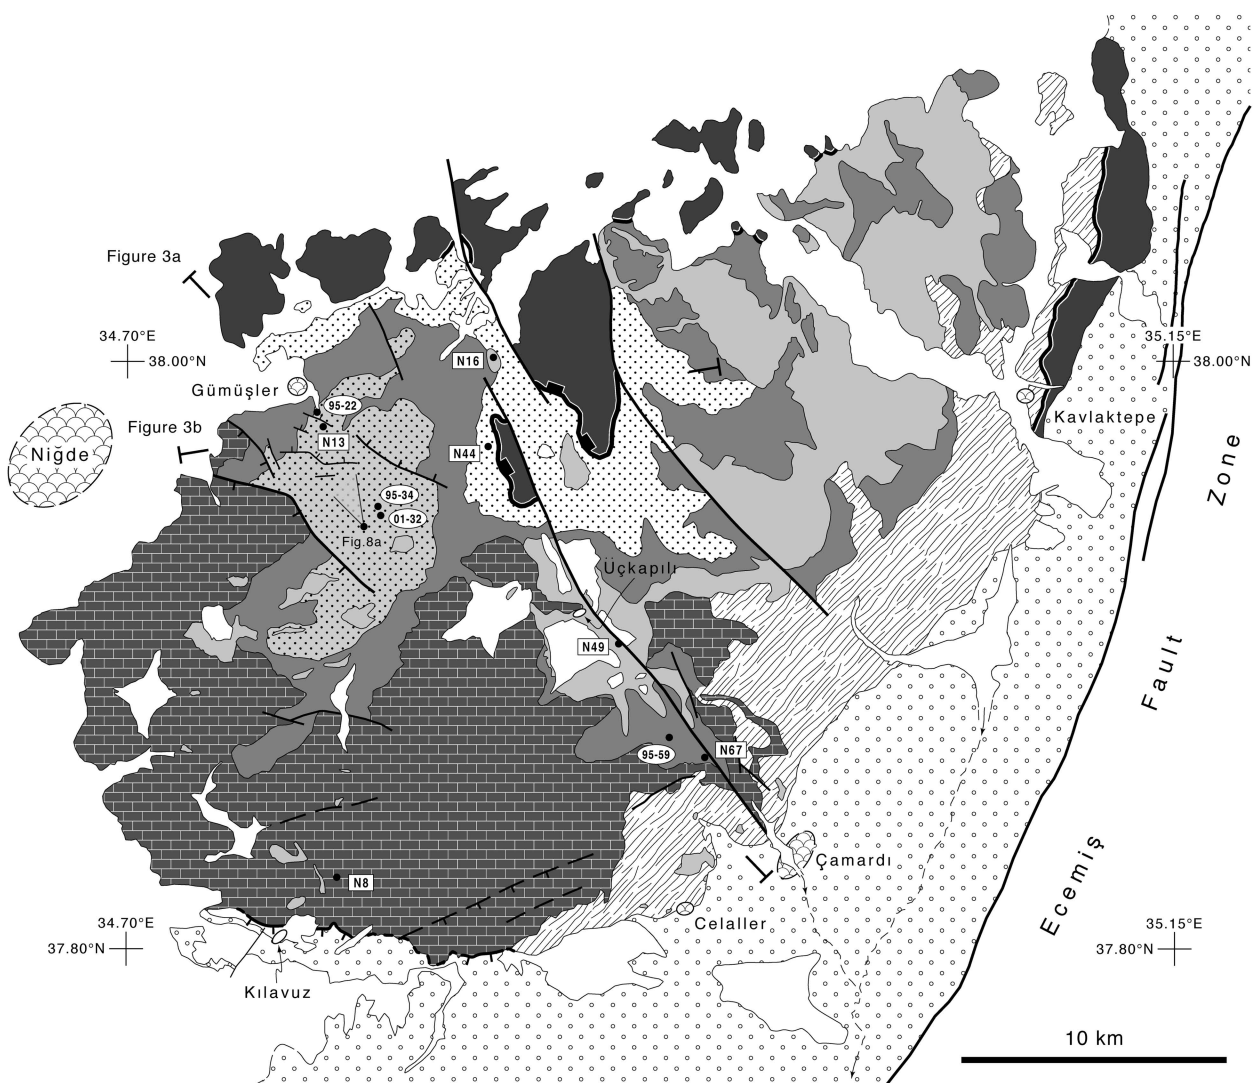 Figure 3a
34.70°E
38.00°N
35.15°E
38.00°N
N16
Gümüşler
95-22
N13
Kavlaktepe
Figure 3b
N44
Niğde
95-34
01-32
Fig.8a
Üçkapılı
N49
95-59
N67
Çamardı
N8
Celaller
34.70°E
37.80°N
35.15°E
37.80°N
Kılavuz
Ecemiş
Fault
Zone
10 km